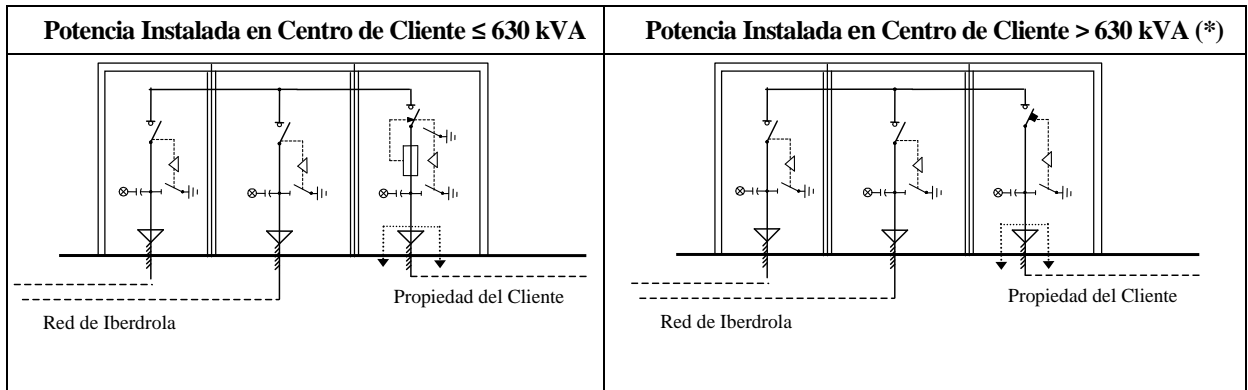 Potencia Instalada en Centro de Cliente ≤ 630 kVA
Potencia Instalada en Centro de Cliente > 630 kVA (*)
Propiedad del Cliente
Red de Iberdrola
Propiedad del Cliente
Red de Iberdrola